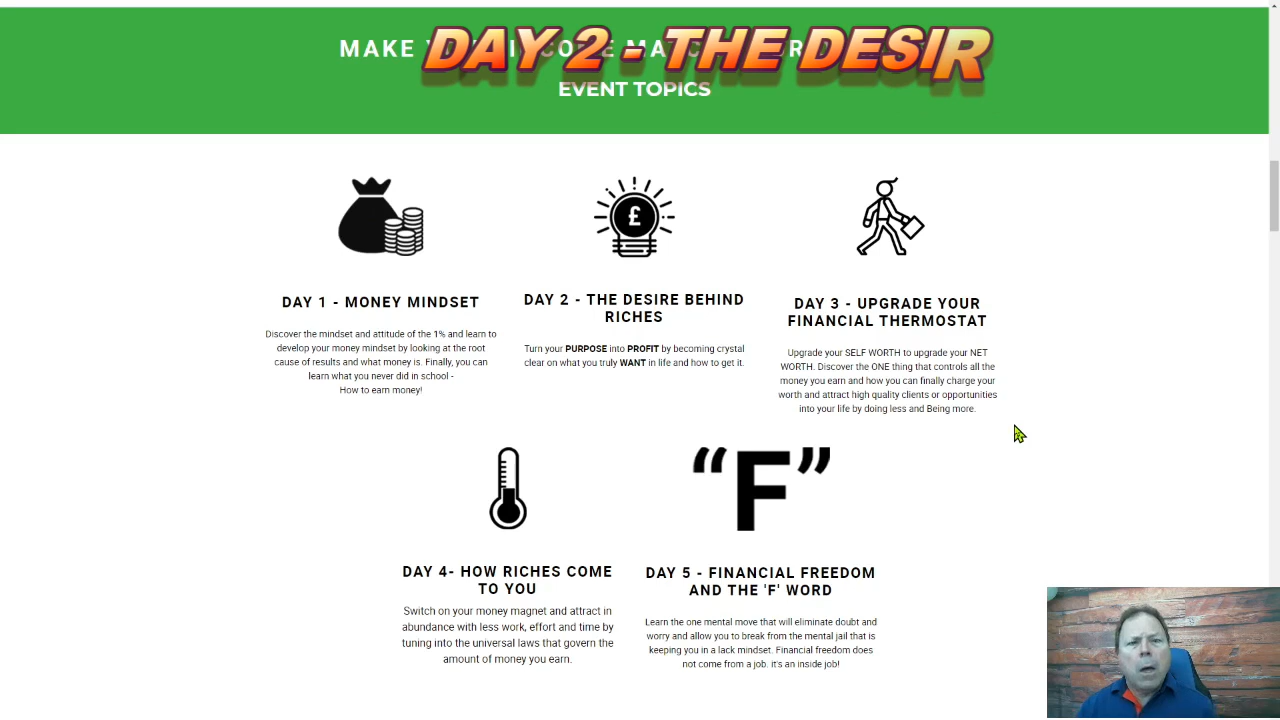 MAKE
DAY 2 - THE DESIR
EVENT TOPICS
£
DAY 1 - MONEY MINDSET
Discover the mindset and attitude of the 1% and learn to
develop your money mindset by looking at the root
cause of results and what money is. Finally, you can
learn what you never did in school -
How to earn money!
DAY 2 - THE DESIRE BEHIND
RICHES
Turn your PURPOSE into PROFIT by becoming crystal
clear on what you truly WANT in life and how to get it.
DAY 3 - UPGRADE YOUR
FINANCIAL THERMOSTAT
Upgrade your SELF WORTH to upgrade your NET
WORTH. Discover the ONE thing that controls all the
money you earn and how you can finally charge your
worth and attract high quality clients or opportunities
into your life by doing less and Being more.
DAY 4- HOW RICHES COME
TO YOU
Switch on your money magnet and attract in
abundance with less work, effort and time by
tuning into the universal laws that govern the
amount of money you earn.
“F”
DAY 5 - FINANCIAL FREEDOM
AND THE 'F' WORD
Learn the one mental move that will eliminate doubt and
worry and allow you to break from the mental jail that is
keeping you in a lack mindset. Financial freedom does
not come from a job. it's an inside job!